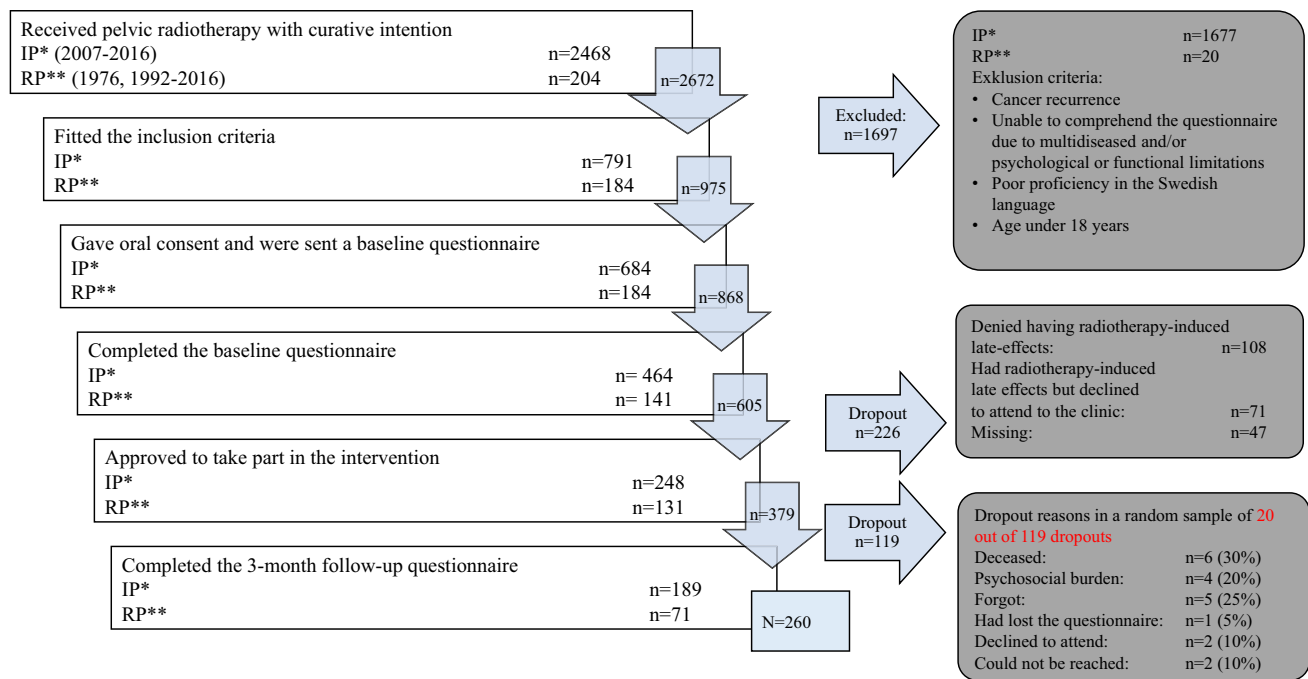 Received pelvic radiotherapy with curative intention
IP* (2007-2016) n=2468
RP** (1976, 1992-2016) n=204
n=2672
Fitted the inclusion criteria
IP* n=791
RP** n=184
n=975
Gave oral consent and were sent a baseline questionnaire
IP* n=684
RP** n=184
n=868
Completed the baseline questionnaire
IP* n= 464
RP** n= 141
n=605
Approved to take part in the intervention
IP* n=248
RP** n=131
n=379
Completed the 3-month follow-up questionnaire
IP* n=189
RP** n=71
N=260
Excluded:
n=1697
IP* n=1677
RP** n=20
Exklusion criteria:
• Cancer recurrence
• Unable to comprehend the questionnaire
due to multidiseased and/or
psychological or functional limitations
• Poor proficiency in the Swedish
language
• Age under 18 years
Dropout
n=226
Denied having radiotherapy-induced
late-effects: n=108
Had radiotherapy-induced
late effects but declined
to attend to the clinic: n=71
Missing: n=47
Dropout
n=119
Dropout reasons in a random sample of 20
out of 119 dropouts
Deceased: n=6 (30%)
Psychosocial burden: n=4 (20%)
Forgot: n=5 (25%)
Had lost the questionnaire: n=1 (5%)
Declined to attend: n=2 (10%)
Could not be reached: n=2 (10%)